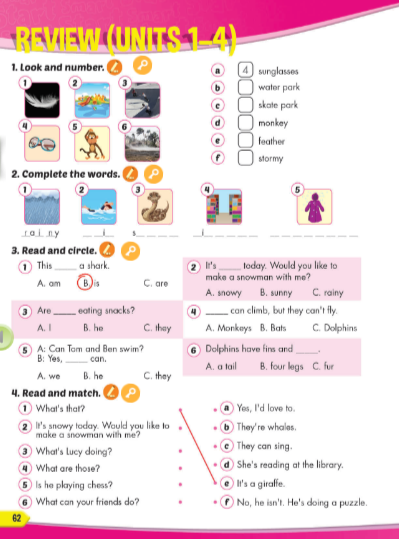 REVIEW (UNITS 1-4)
1. Look and number.
1 2 3
4 5 6
a 4 sunglasses
b water park
c skate park
d monkey
e feather
f stormy
2. Complete the words.
1 2 3 4 5
r a i n y
i
s
i
3. Read and circle.
1 This ____ a shark.
A. am B. is C. are
2 It's ____ today. Would you like to
make a snowman with me?
A. snowy B. sunny C. rainy
3 Are ____ eating snacks?
A. I B. he C. they
4 ____ can climb, but they can't fly.
A. Monkeys B. Bats C. Dolphins
5 A: Can Tom and Ben swim?
B: Yes, ____ can.
A. we B. he C. they
6 Dolphins have fins and ____.
A. a tail B. four legs C. fur
4. Read and match.
1 What's that?
2 It's snowy today. Would you like to
make a snowman with me?
3 What's Lucy doing?
4 What are those?
5 Is he playing chess?
6 What can your friends do?
a Yes, I'd love to.
b They're whales.
c They can sing.
d She's reading at the library.
e It's a giraffe.
f No, he isn't. He's doing a puzzle.
62